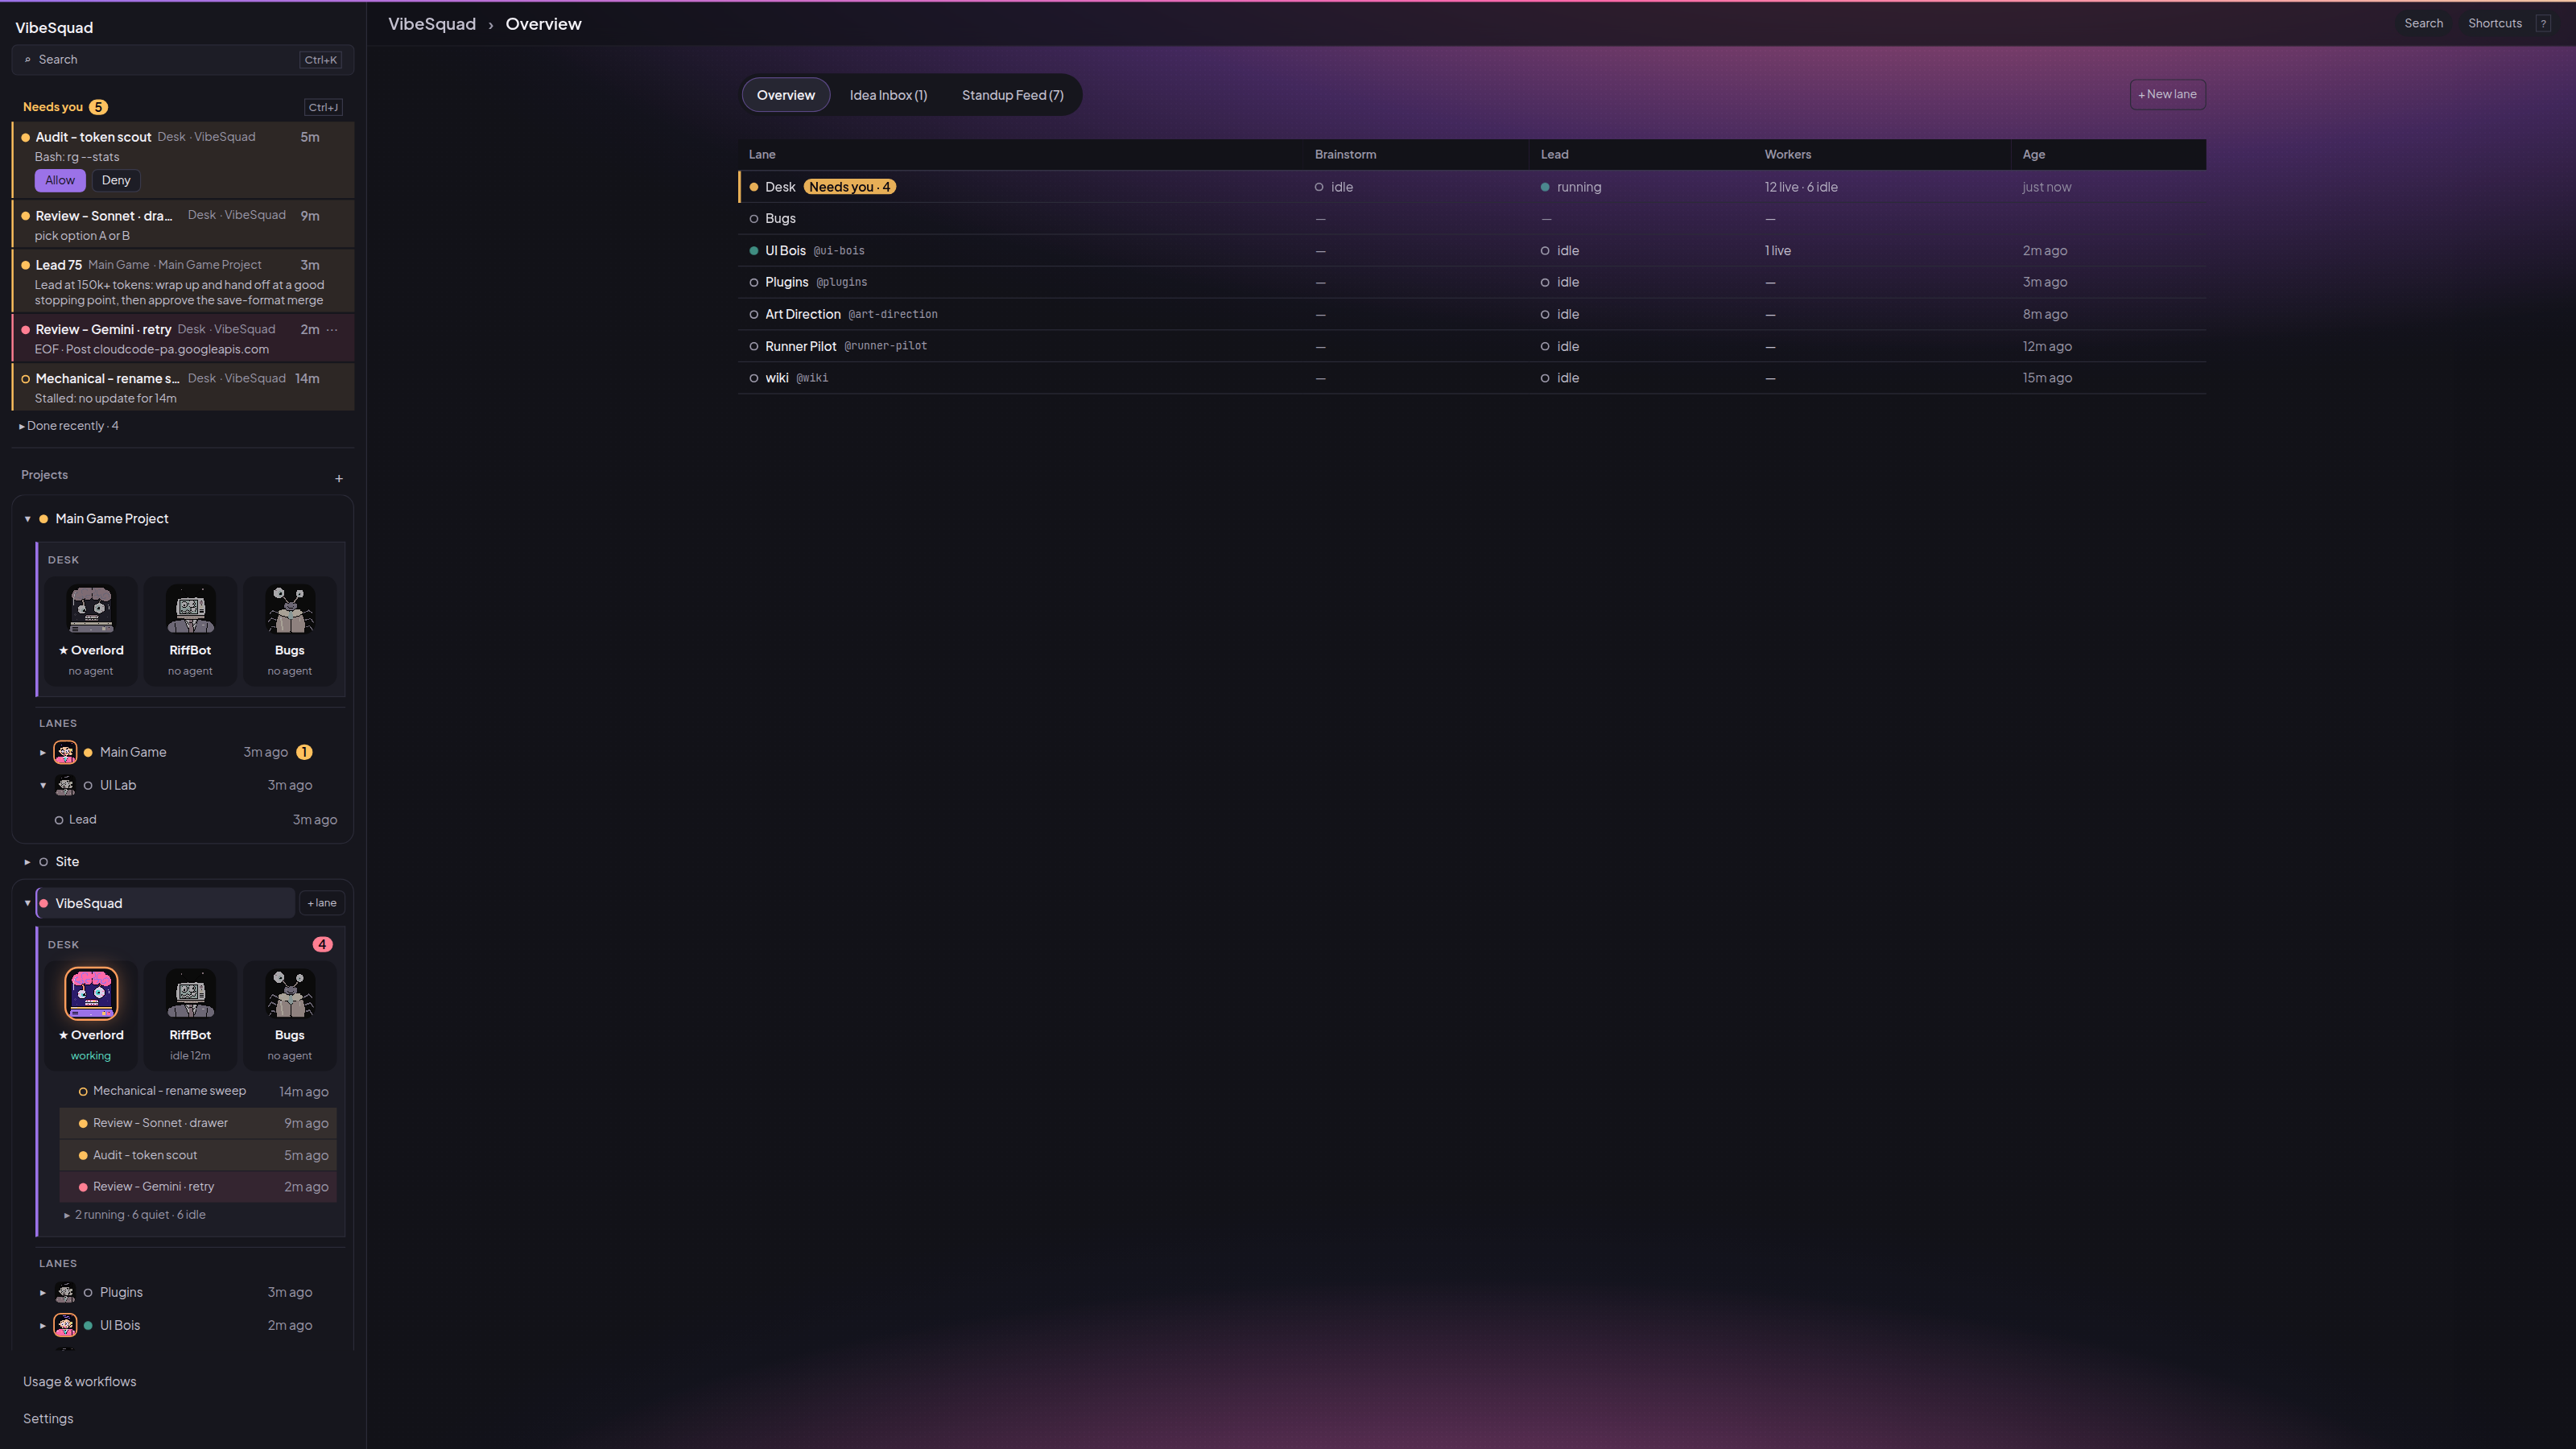 VibeSquad
Search Ctrl+K
Needs you 5 Ctrl+J
Audit - token scout Desk · VibeSquad 5m
Bash: rg --stats
Allow Deny
Review - Sonnet · dra... Desk · VibeSquad 9m
pick option A or B
Lead 75 Main Game · Main Game Project 3m
Lead at 150k+ tokens: wrap up and hand off at a good
stopping point, then approve the save-format merge
Review - Gemini · retry Desk · VibeSquad 2m ...
EOF · Post cloudcode-pa.googleapis.com
Mechanical - rename s... Desk · VibeSquad 14m
Stalled: no update for 14m
▸ Done recently · 4
Projects +
Main Game Project
DESK
★ Overlord RiffBot Bugs
no agent no agent no agent
LANES
Main Game 3m ago 1
UI Lab 3m ago
Lead 3m ago
Site
VibeSquad + lane
DESK 4
★ Overlord RiffBot Bugs
working idle 12m no agent
Mechanical - rename sweep 14m ago
Review - Sonnet · drawer 9m ago
Audit - token scout 5m ago
Review - Gemini · retry 2m ago
▸ 2 running · 6 quiet · 6 idle
LANES
Plugins 3m ago
UI Bois 2m ago
Usage & workflows
Settings
VibeSquad › Overview Search Shortcuts ?
Overview Idea Inbox (1) Standup Feed (7) + New lane
Lane Brainstorm Lead Workers Age
Desk Needs you · 4 idle running 12 live · 6 idle just now
Bugs — — —
UI Bois @ui-bois — idle 1 live 2m ago
Plugins @plugins — idle — 3m ago
Art Direction @art-direction — idle — 8m ago
Runner Pilot @runner-pilot — idle — 12m ago
wiki @wiki — idle — 15m ago